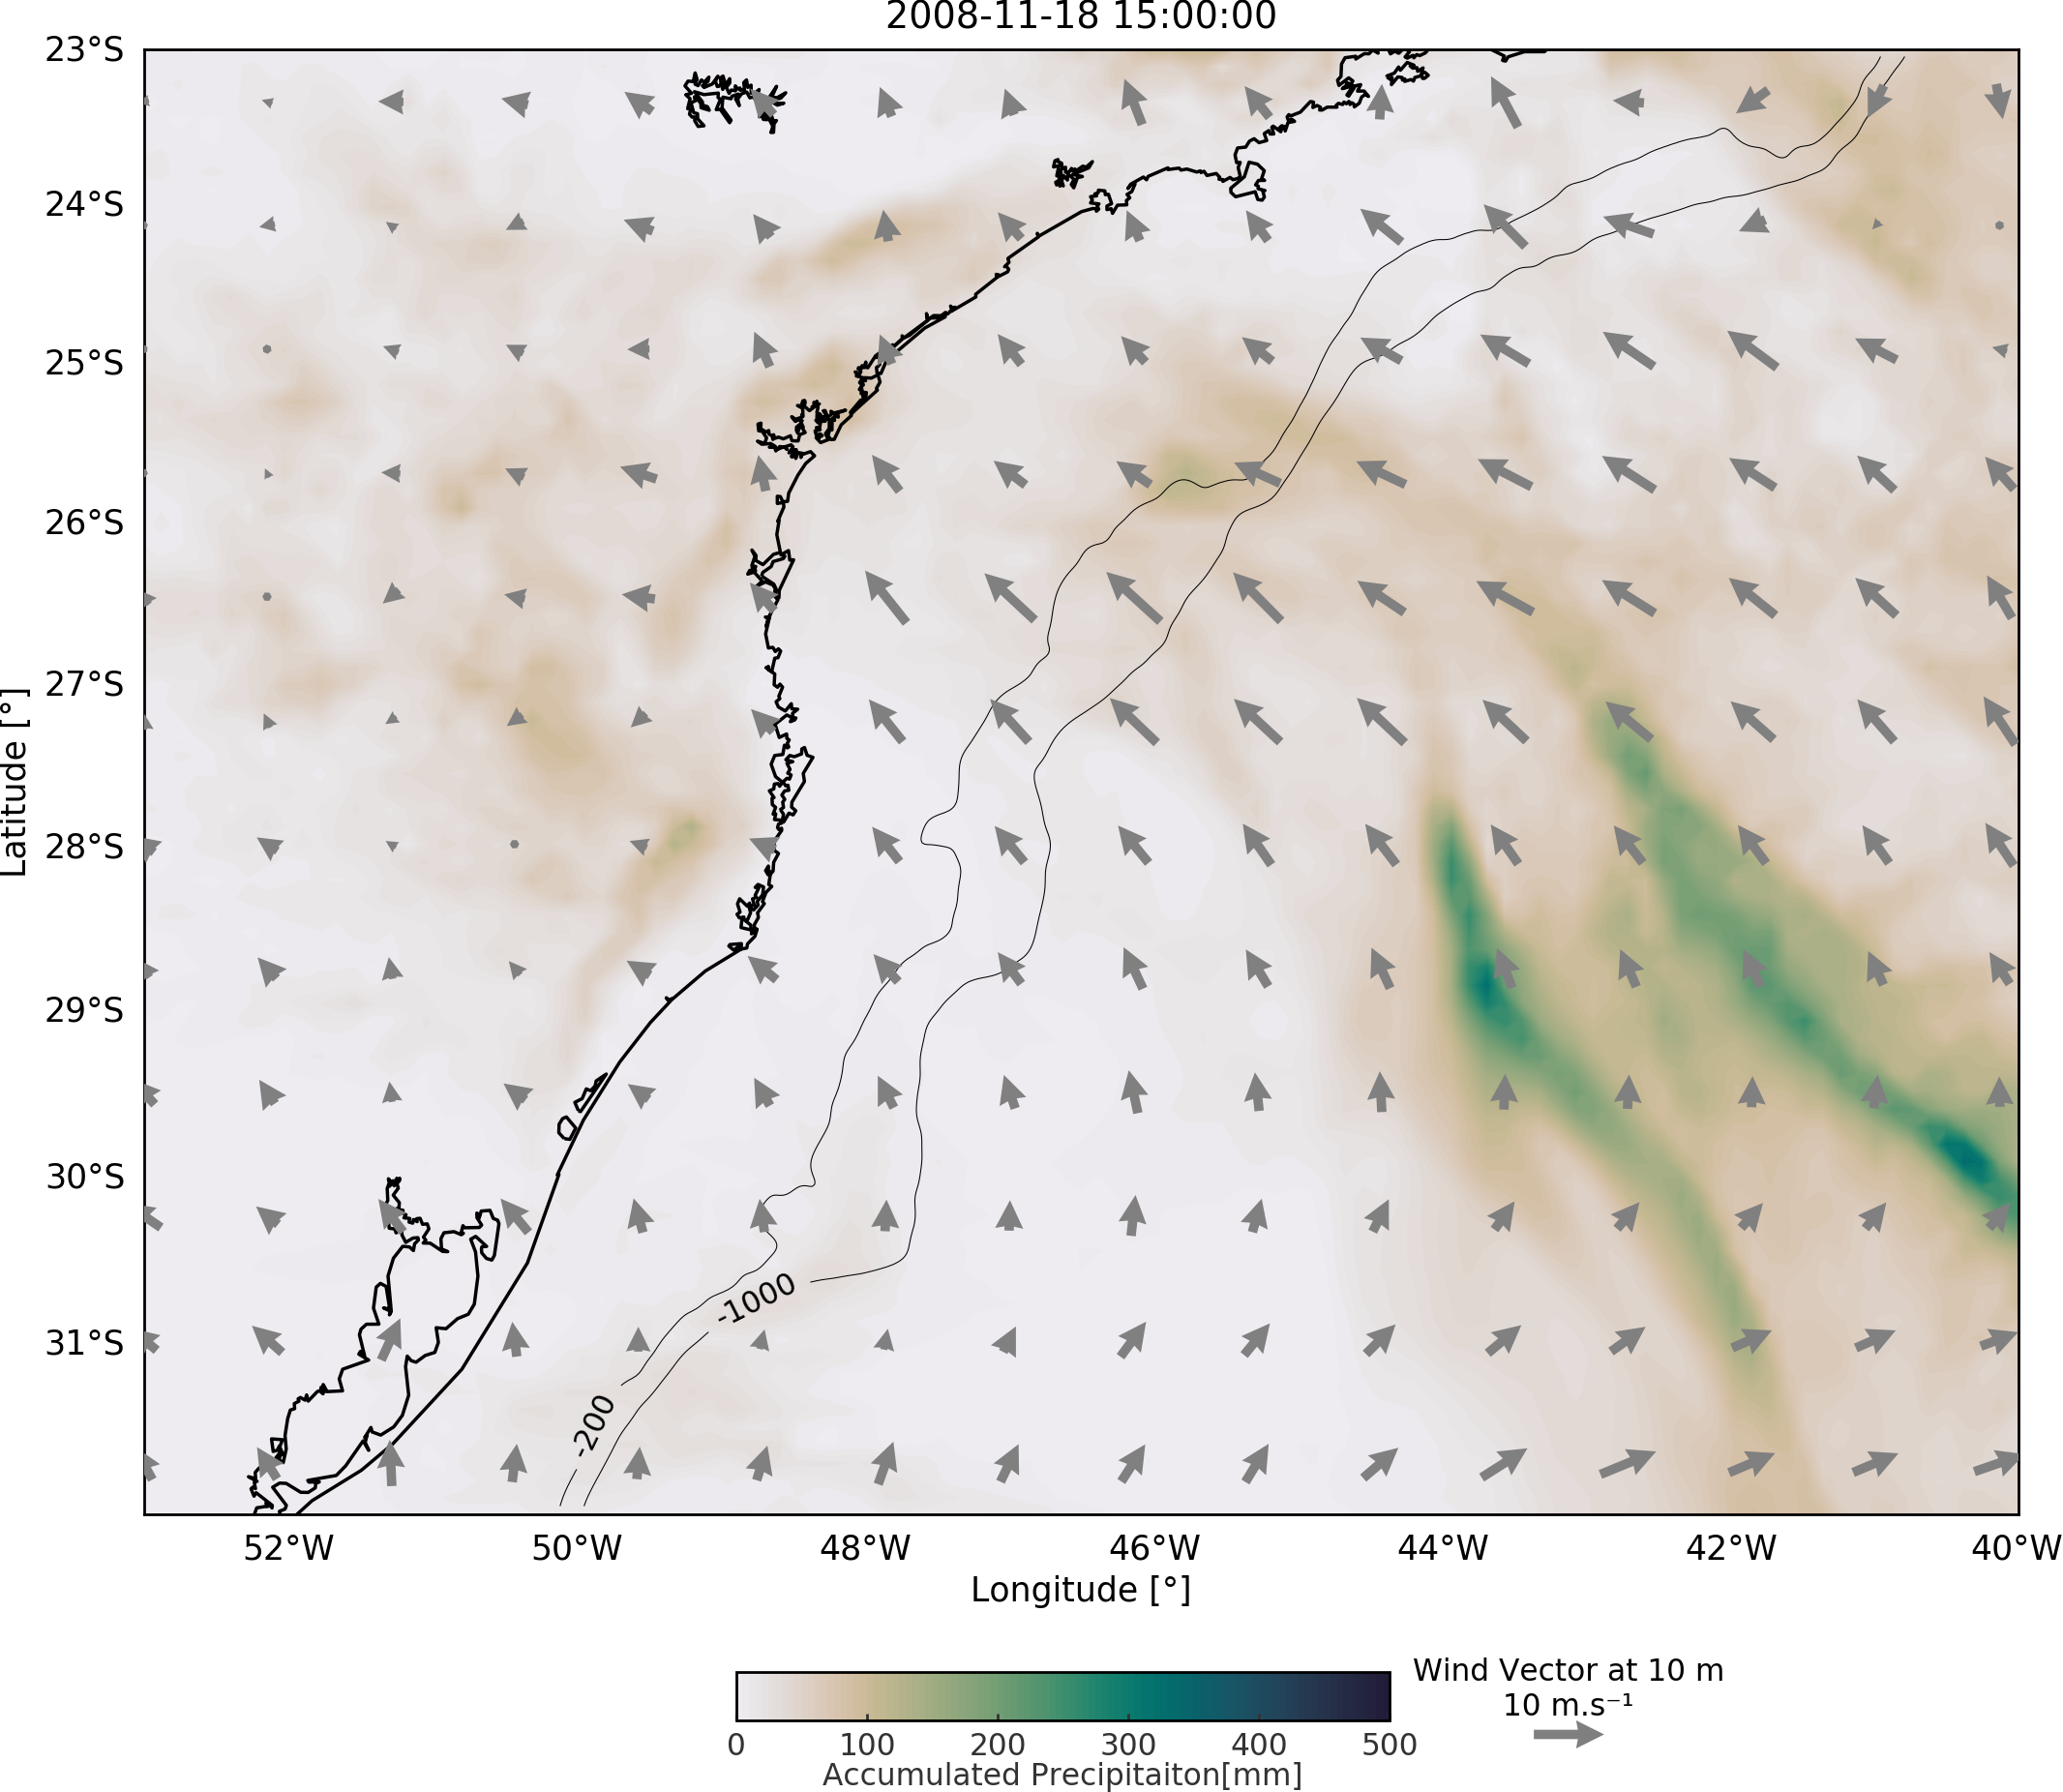 2008-11-18 15:00:00
23°S
24°S
25°S
26°S
27°S
28°S
29°S
30°S
31°S
Latitude [°]
-1000
-200
52°W 50°W 48°W 46°W 44°W 42°W 40°W
Longitude [°]
Wind Vector at 10 m
10 m.s⁻¹
0 100 200 300 400 500
Accumulated Precipitaiton[mm]